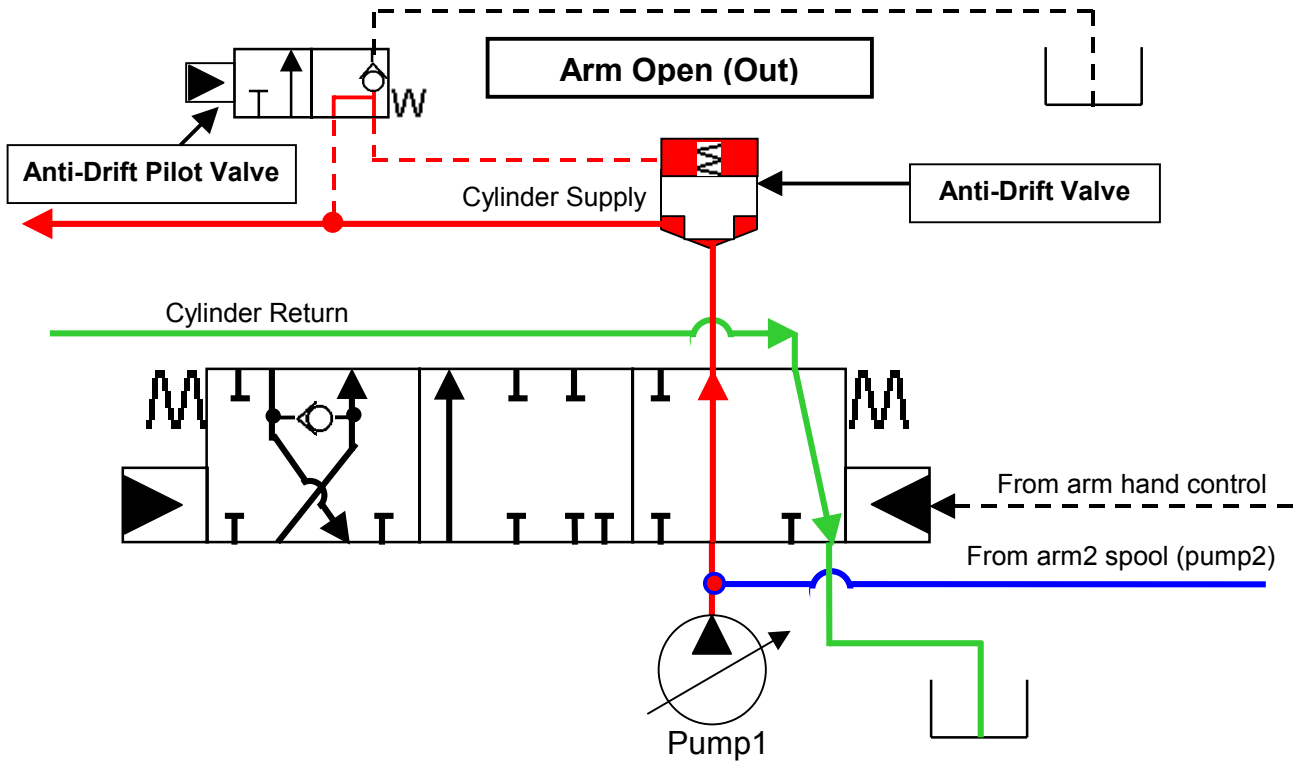 Arm Open (Out)
Anti-Drift Pilot Valve
Cylinder Supply
Anti-Drift Valve
Cylinder Return
From arm hand control
From arm2 spool (pump2)
Pump1